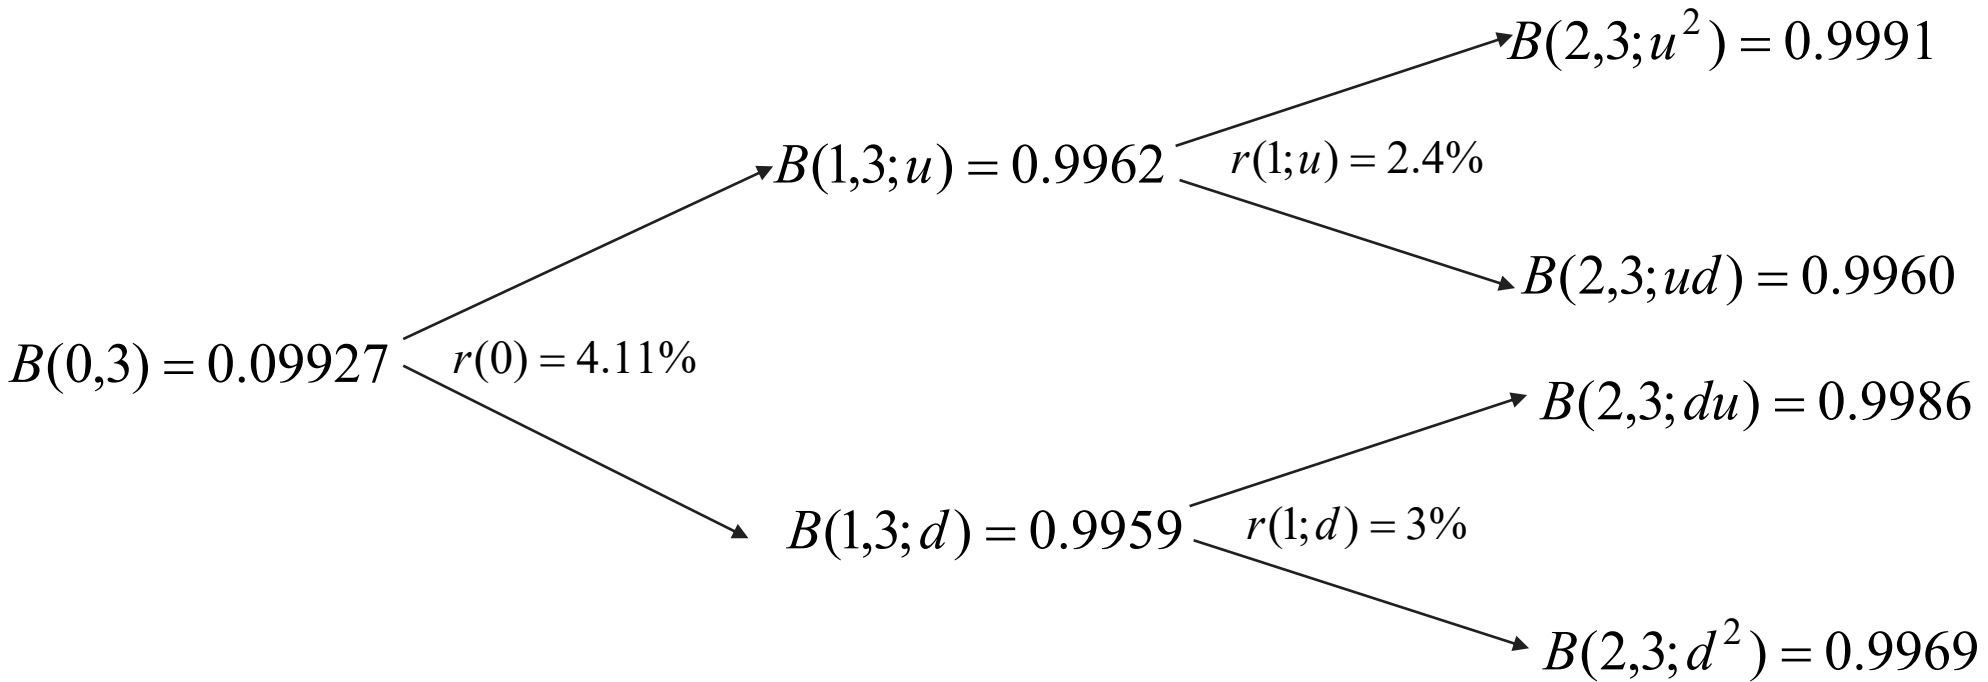 B(2,3;u²) = 0.9991
B(1,3;u) = 0.9962
r(1;u) = 2.4%
B(2,3;ud) = 0.9960
B(0,3) = 0.09927
r(0) = 4.11%
B(2,3;du) = 0.9986
B(1,3;d) = 0.9959
r(1;d) = 3%
B(2,3;d²) = 0.9969